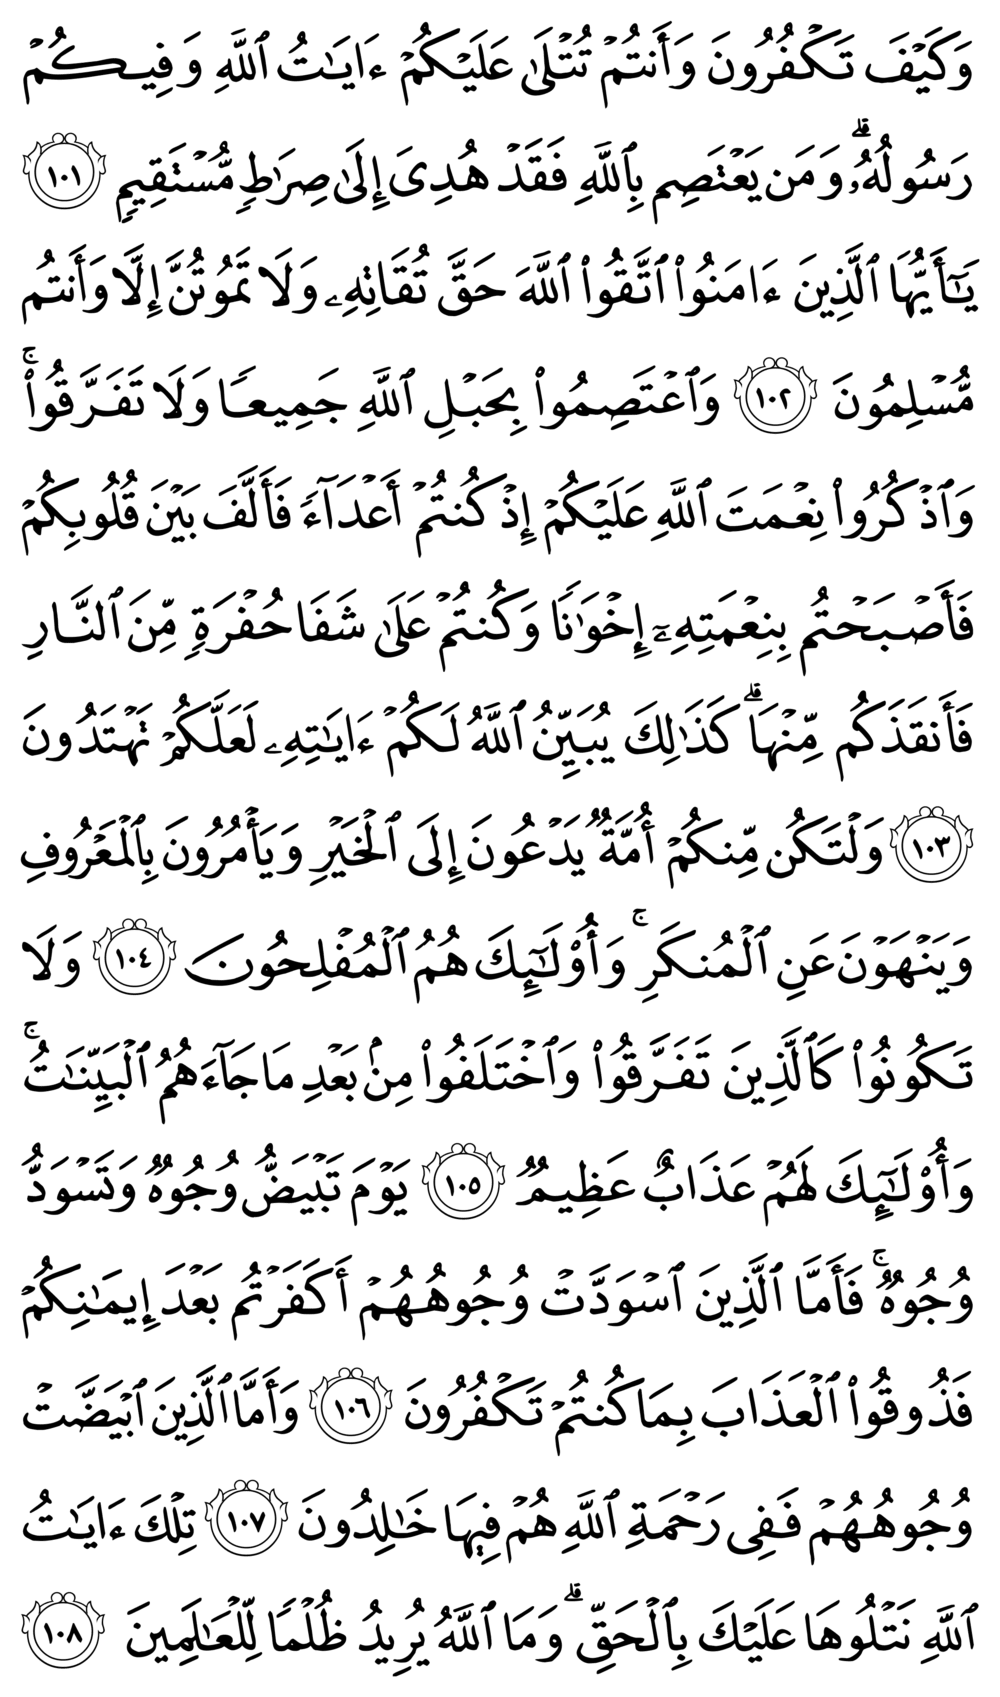 وَكَيْفَ تَكْفُرُونَ وَأَنتُمْ تُتْلَىٰ عَلَيْكُمْ ءَايَـٰتُ ٱللَّهِ وَفِيكُمْ
رَسُولُهُۥ ۗ وَمَن يَعْتَصِم بِٱللَّهِ فَقَدْ هُدِىَ إِلَىٰ صِرَٰطٍ مُّسْتَقِيمٍ ١٠١
يَـٰٓأَيُّهَا ٱلَّذِينَ ءَامَنُوا۟ ٱتَّقُوا۟ ٱللَّهَ حَقَّ تُقَاتِهِۦ وَلَا تَمُوتُنَّ إِلَّا وَأَنتُم
مُّسْلِمُونَ ١٠٢ وَٱعْتَصِمُوا۟ بِحَبْلِ ٱللَّهِ جَمِيعًا وَلَا تَفَرَّقُوا۟ ۚ
وَٱذْكُرُوا۟ نِعْمَتَ ٱللَّهِ عَلَيْكُمْ إِذْ كُنتُمْ أَعْدَآءً فَأَلَّفَ بَيْنَ قُلُوبِكُمْ
فَأَصْبَحْتُم بِنِعْمَتِهِۦٓ إِخْوَٰنًا وَكُنتُمْ عَلَىٰ شَفَا حُفْرَةٍ مِّنَ ٱلنَّارِ
فَأَنقَذَكُم مِّنْهَا ۗ كَذَٰلِكَ يُبَيِّنُ ٱللَّهُ لَكُمْ ءَايَـٰتِهِۦ لَعَلَّكُمْ تَهْتَدُونَ
١٠٣ وَلْتَكُن مِّنكُمْ أُمَّةٌ يَدْعُونَ إِلَى ٱلْخَيْرِ وَيَأْمُرُونَ بِٱلْمَعْرُوفِ
وَيَنْهَوْنَ عَنِ ٱلْمُنكَرِ ۚ وَأُو۟لَـٰٓئِكَ هُمُ ٱلْمُفْلِحُونَ ١٠٤ وَلَا
تَكُونُوا۟ كَٱلَّذِينَ تَفَرَّقُوا۟ وَٱخْتَلَفُوا۟ مِنۢ بَعْدِ مَا جَآءَهُمُ ٱلْبَيِّنَـٰتُ ۚ
وَأُو۟لَـٰٓئِكَ لَهُمْ عَذَابٌ عَظِيمٌ ١٠٥ يَوْمَ تَبْيَضُّ وُجُوهٌ وَتَسْوَدُّ
وُجُوهٌ ۚ فَأَمَّا ٱلَّذِينَ ٱسْوَدَّتْ وُجُوهُهُمْ أَكَفَرْتُم بَعْدَ إِيمَـٰنِكُمْ
فَذُوقُوا۟ ٱلْعَذَابَ بِمَا كُنتُمْ تَكْفُرُونَ ١٠٦ وَأَمَّا ٱلَّذِينَ ٱبْيَضَّتْ
وُجُوهُهُمْ فَفِى رَحْمَةِ ٱللَّهِ هُمْ فِيهَا خَـٰلِدُونَ ١٠٧ تِلْكَ ءَايَـٰتُ
ٱللَّهِ نَتْلُوهَا عَلَيْكَ بِٱلْحَقِّ ۗ وَمَا ٱللَّهُ يُرِيدُ ظُلْمًا لِّلْعَـٰلَمِينَ ١٠٨